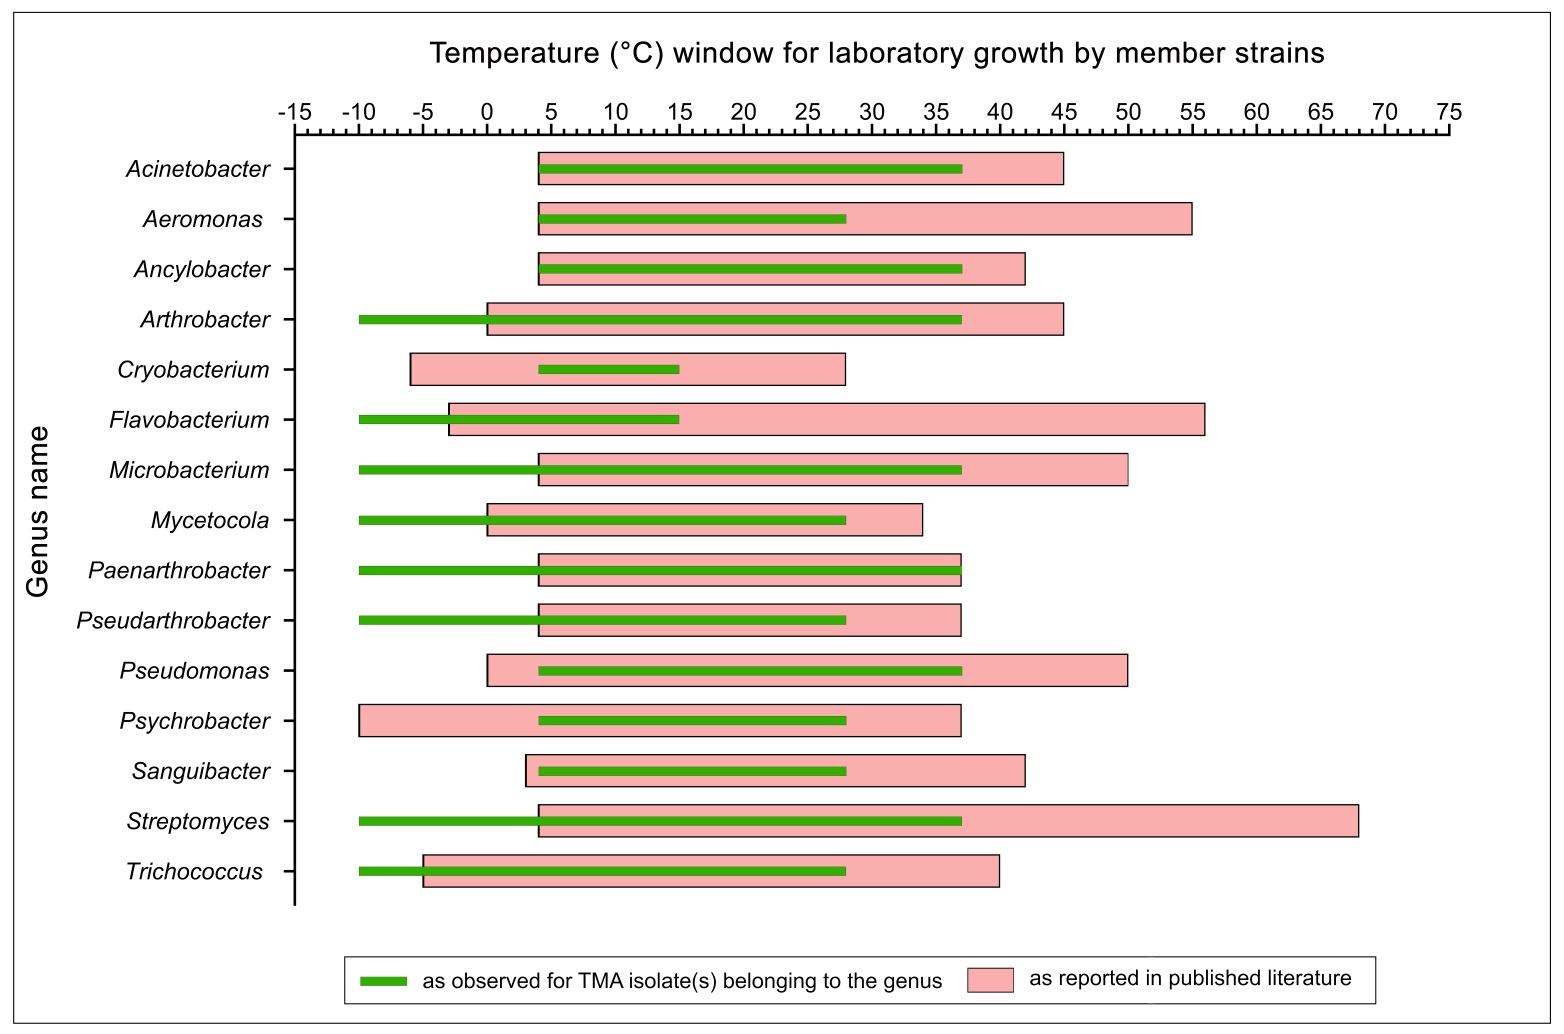 Temperature (°C) window for laboratory growth by member strains
-15 -10 -5 0 5 10 15 20 25 30 35 40 45 50 55 60 65 70 75
Genus name
Acinetobacter
Aeromonas
Ancylobacter
Arthrobacter
Cryobacterium
Flavobacterium
Microbacterium
Mycetocola
Paenarthrobacter
Pseudarthrobacter
Pseudomonas
Psychrobacter
Sanguibacter
Streptomyces
Trichococcus
as observed for TMA isolate(s) belonging to the genus as reported in published literature